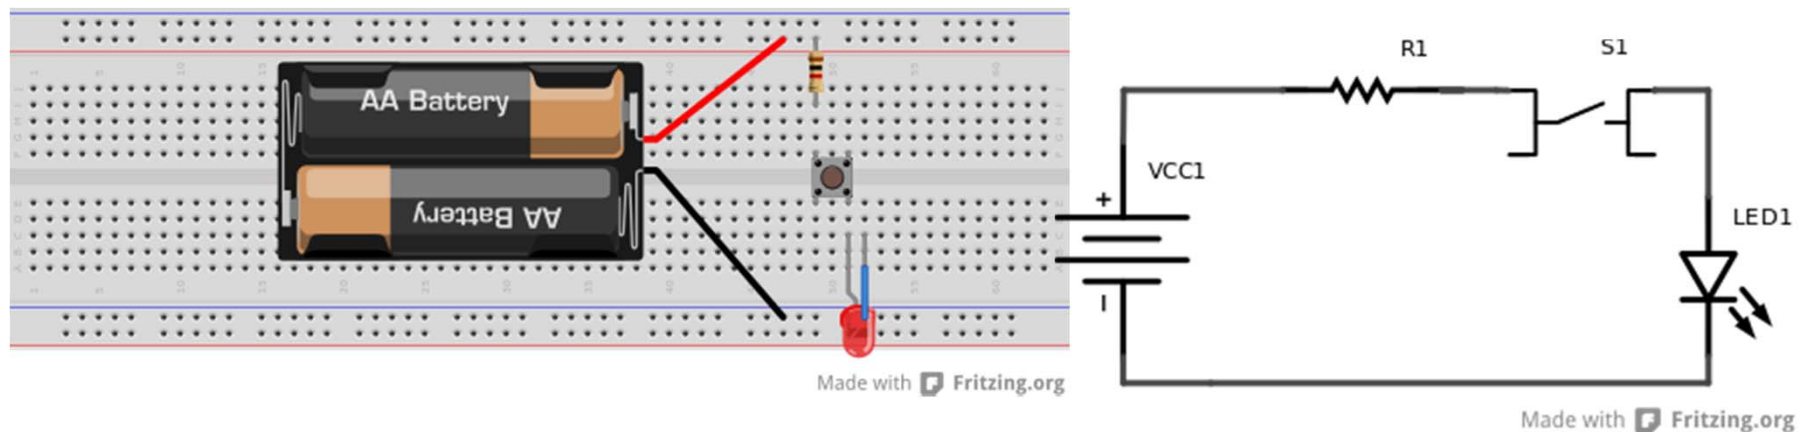 AA Battery
AA Battery
Made with Fritzing.org
R1
S1
VCC1
+
LED1
Made with Fritzing.org